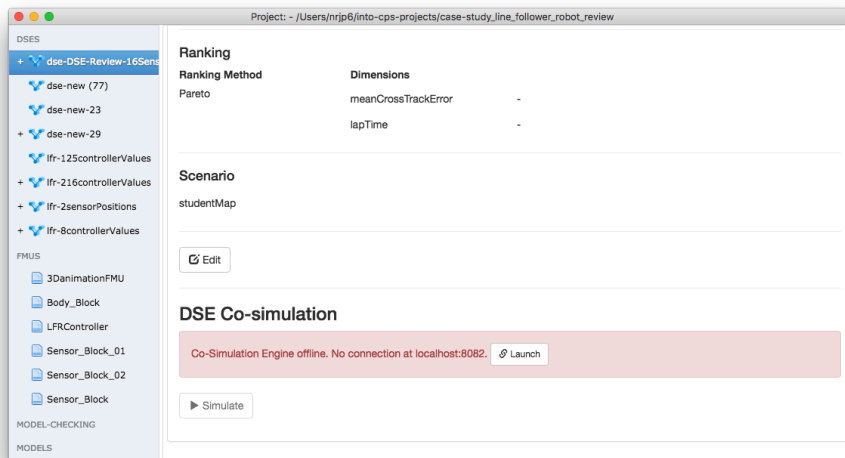 Project: - /Users/nrjp6/into-cps-projects/case-study_line_follower_robot_review
DSES
+ dse-DSE-Review-16Sens
dse-new (77)
dse-new-23
+ dse-new-29
lfr-125controllerValues
+ lfr-216controllerValues
+ lfr-2sensorPositions
+ lfr-8controllerValues
FMUS
3DanimationFMU
Body_Block
LFRController
Sensor_Block_01
Sensor_Block_02
Sensor_Block
MODEL-CHECKING
MODELS
Ranking
Ranking Method Dimensions
Pareto meanCrossTrackError -
lapTime -
Scenario
studentMap
Edit
DSE Co-simulation
Co-Simulation Engine offline. No connection at localhost:8082. Launch
Simulate